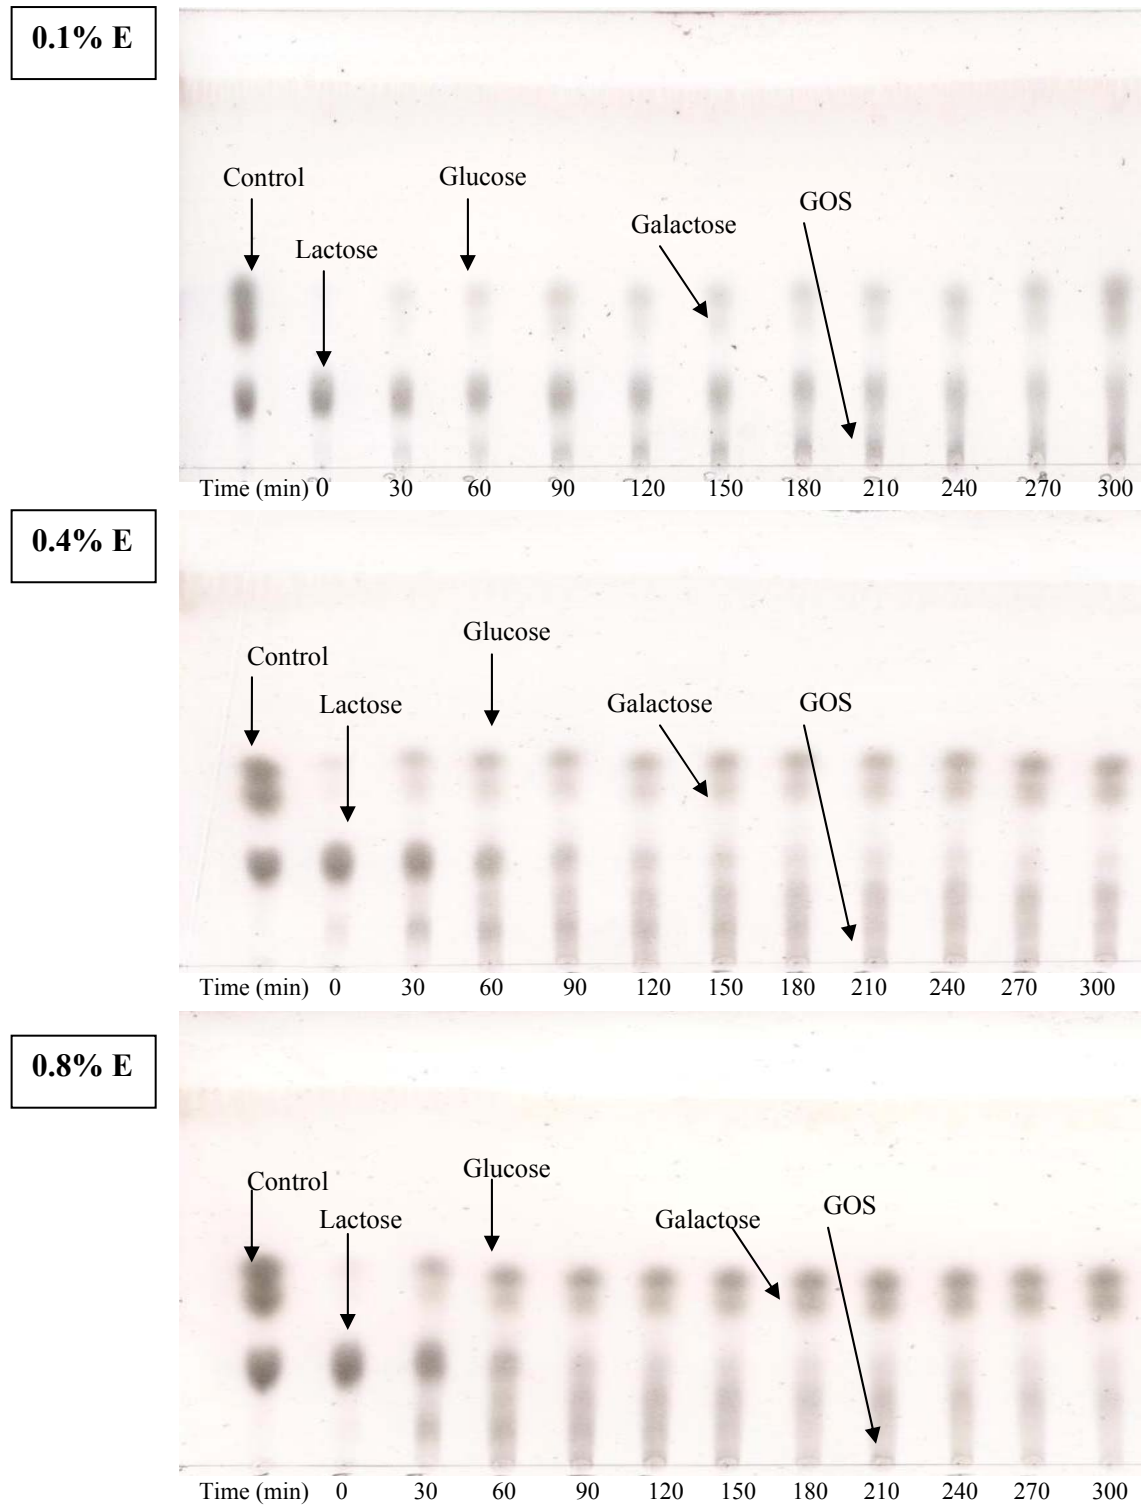 0.1% E
Control
Glucose
Lactose
Galactose
GOS
Time (min) 0 30 60 90 120 150 180 210 240 270 300
0.4% E
Control
Glucose
Lactose
Galactose
GOS
Time (min) 0 30 60 90 120 150 180 210 240 270 300
0.8% E
Control
Glucose
Lactose
Galactose
GOS
Time (min) 0 30 60 90 120 150 180 210 240 270 300